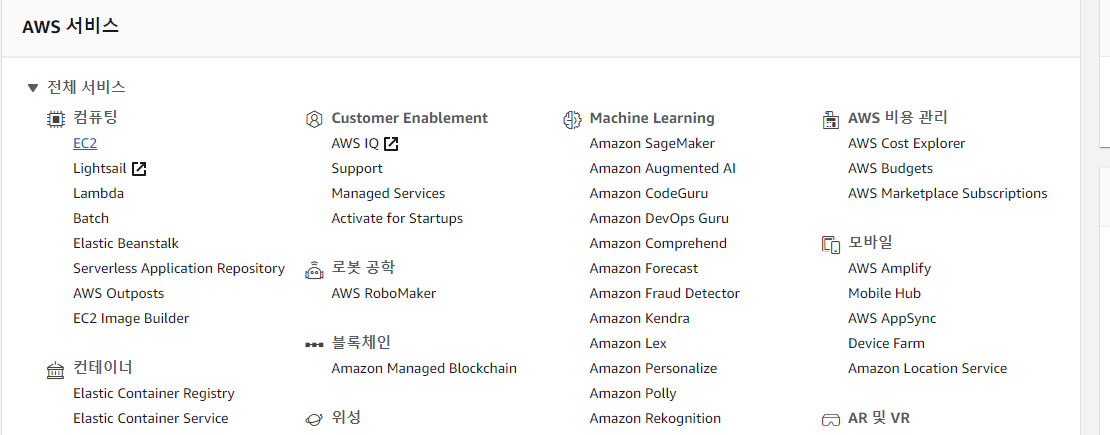 AWS 서비스
전체 서비스
컴퓨팅
EC2
Lightsail
Lambda
Batch
Elastic Beanstalk
Serverless Application Repository
AWS Outposts
EC2 Image Builder
컨테이너
Elastic Container Registry
Elastic Container Service
Customer Enablement
AWS IQ
Support
Managed Services
Activate for Startups
로봇 공학
AWS RoboMaker
블록체인
Amazon Managed Blockchain
위성
Machine Learning
Amazon SageMaker
Amazon Augmented AI
Amazon CodeGuru
Amazon DevOps Guru
Amazon Comprehend
Amazon Forecast
Amazon Fraud Detector
Amazon Kendra
Amazon Lex
Amazon Personalize
Amazon Polly
Amazon Rekognition
AWS 비용 관리
AWS Cost Explorer
AWS Budgets
AWS Marketplace Subscriptions
모바일
AWS Amplify
Mobile Hub
AWS AppSync
Device Farm
Amazon Location Service
AR 및 VR